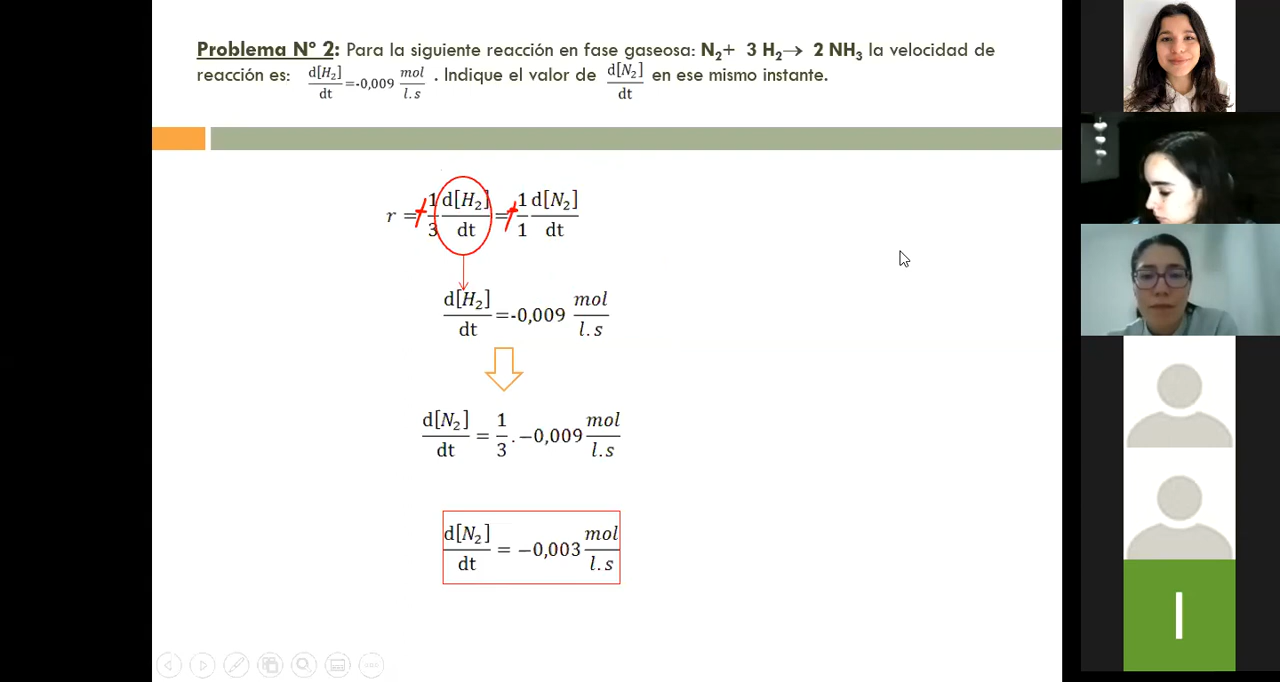 Problema N° 2: Para la siguiente reacción en fase gaseosa: N₂+ 3 H₂→ 2 NH₃ la velocidad de
reacción es: d[H₂]/dt =-0,009 mol/l.s . Indique el valor de d[N₂]/dt en ese mismo instante.
r = - 1/3 d[H₂]/dt = - 1/1 d[N₂]/dt
d[H₂]/dt =-0,009 mol/l.s
d[N₂]/dt = 1/3 . −0,009 mol/l.s
d[N₂]/dt = −0,003 mol/l.s
I